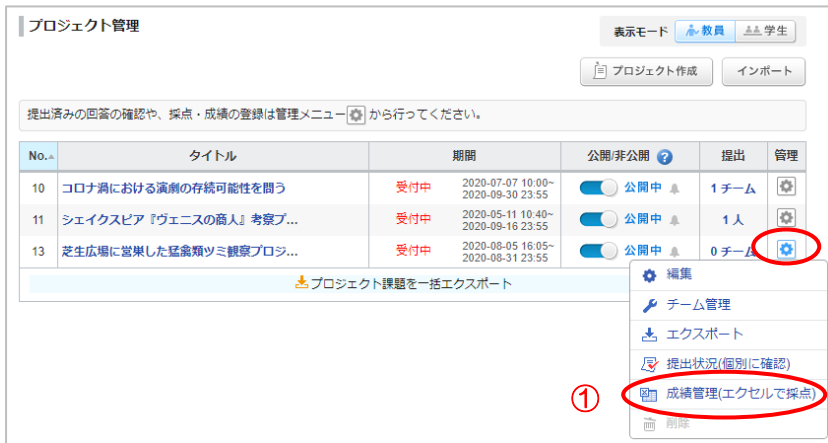 プロジェクト管理
表示モード 教員 学生
プロジェクト作成 インポート
提出済みの回答の確認や、採点・成績の登録は管理メニュー から行ってください。
No. タイトル 期間 公開/非公開 ? 提出 管理
10 コロナ渦における演劇の存続可能性を問う 受付中 2020-07-07 10:00~ 2020-09-30 23:55 公開中 1 チーム
11 シェイクスピア『ヴェニスの商人』考察プ... 受付中 2020-05-11 10:40~ 2020-09-16 23:55 公開中 1 人
13 芝生広場に営巣した猛禽類ツミ観察プロジ... 受付中 2020-08-05 16:05~ 2020-08-31 23:55 公開中 0 チーム
プロジェクト課題を一括エクスポート
編集
チーム管理
エクスポート
提出状況(個別に確認)
① 成績管理(エクセルで採点)
削除